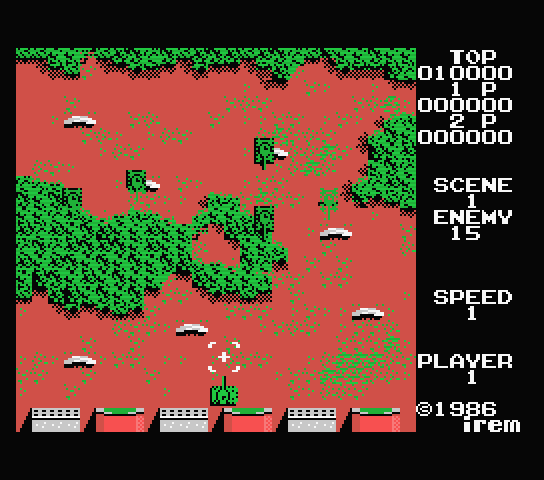 TOP
010000
1 P
000000
2 P
000000
SCENE
1
ENEMY
15
SPEED
1
PLAYER
1
©1986
irem